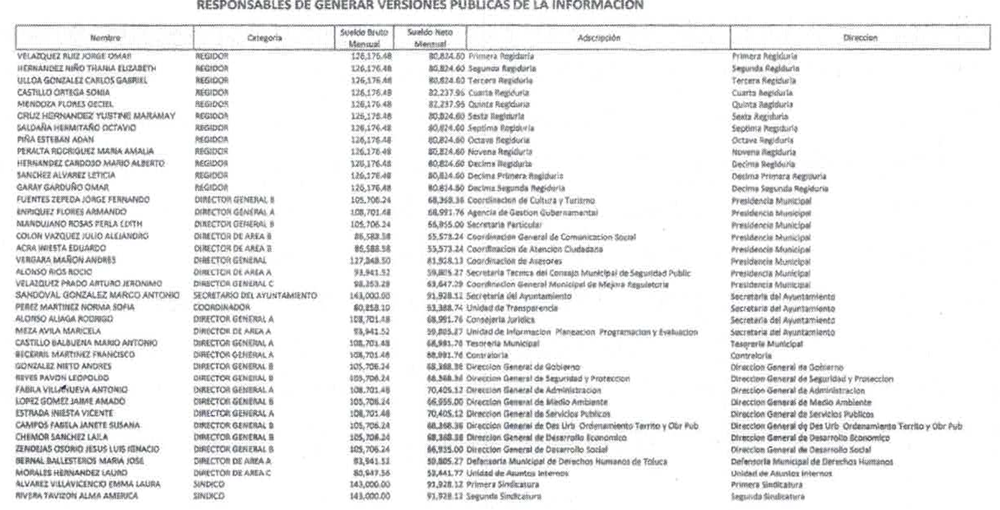 RESPONSABLES DE GENERAR VERSIONES PUBLICAS DE LA INFORMACION
Nombre Categoria Sueldo Bruto Mensual Sueldo Neto Mensual Adscripción Direccion
VELAZQUEZ RUIZ JORGE OMAR REGIDOR 126,176.48 80,824.60 Primera Regiduria Primera Regiduria
HERNANDEZ NIÑO THANIA ELIZABETH REGIDOR 126,176.48 80,824.60 Segunda Regiduria Segunda Regiduria
ULLOA GONZALEZ CARLOS GABRIEL REGIDOR 126,176.48 80,824.60 Tercera Regiduria Tercera Regiduria
CASTILLO ORTEGA SONIA REGIDOR 126,176.48 82,237.96 Cuarta Regiduria Cuarta Regiduria
MENDOZA FLORES GECIEL REGIDOR 126,176.48 82,237.96 Quinta Regiduria Quinta Regiduria
CRUZ HERNANDEZ YUSTINE MARAMAY REGIDOR 126,176.48 80,824.60 Sexta Regiduria Sexta Regiduria
SALDAÑA HERMITAÑO OCTAVIO REGIDOR 126,176.48 80,824.60 Septima Regiduria Septima Regiduria
PIÑA ESTEBAN ADAN REGIDOR 126,176.48 80,824.60 Octava Regiduria Octava Regiduria
PERALTA RODRIGUEZ MARIA AMALIA REGIDOR 126,176.48 80,824.60 Novena Regiduria Novena Regiduria
HERNANDEZ CARDOSO MARIO ALBERTO REGIDOR 126,176.48 80,824.60 Decima Regiduria Decima Regiduria
SANCHEZ ALVAREZ LETICIA REGIDOR 126,176.48 80,824.60 Decima Primera Regiduria Decima Primera Regiduria
GARAY GARDUÑO OMAR REGIDOR 126,176.48 80,824.60 Decima Segunda Regiduria Decima Segunda Regiduria
FUENTES ZEPEDA JORGE FERNANDO DIRECTOR GENERAL B 105,706.24 68,368.36 Coordinacion de Cultura y Turismo Presidencia Municipal
ENRIQUEZ FLORES ARMANDO DIRECTOR GENERAL A 108,701.48 68,991.76 Agencia de Gestion Gubernamental Presidencia Municipal
MANDUJANO ROSAS PERLA EDITH DIRECTOR GENERAL B 105,706.24 Secretaria Particular Presidencia Municipal
COLON VAZQUEZ JULIO ALEJANDRO DIRECTOR DE AREA B 86,588.58 55,573.24 Coordinacion General de Comunicacion Social Presidencia Municipal
ACRA INIESTA EDUARDO DIRECTOR DE AREA B 86,588.58 55,573.24 Coordinacion de Atencion Ciudadana Presidencia Municipal
VERGARA MAÑON ANDRES DIRECTOR GENERAL 127,848.50 81,928.13 Coordinacion de Asesores Presidencia Municipal
ALONSO RIOS ROCIO DIRECTOR DE AREA A 93,941.52 59,805.27 Secretaria Tecnica del Consejo Municipal de Seguridad Public Presidencia Municipal
VELAZQUEZ PRADO ARTURO JERONIMO DIRECTOR GENERAL C 98,353.28 63,647.29 Coordinacion General Municipal de Mejora Regulatoria Presidencia Municipal
SANDOVAL GONZALEZ MARCO ANTONIO SECRETARIO DEL AYUNTAMIENTO 143,000.00 91,928.12 Secretaria del Ayuntamiento Secretaria del Ayuntamiento
PEREZ MARTINEZ NORMA SOFIA COORDINADOR 80,858.10 53,388.74 Unidad de Transparencia Secretaria del Ayuntamiento
ALONSO ALIAGA RODRIGO DIRECTOR GENERAL A 108,701.48 68,991.76 Consejeria Juridica Secretaria del Ayuntamiento
MEZA AVILA MARICELA DIRECTOR DE AREA A 93,941.52 59,805.27 Unidad de Informacion Planeacion Programacion y Evaluacion Secretaria del Ayuntamiento
CASTILLO BALBUENA MARIO ANTONIO DIRECTOR GENERAL A 108,701.48 68,991.76 Tesoreria Municipal Tesoreria Municipal
BECERRIL MARTINEZ FRANCISCO DIRECTOR GENERAL A 108,701.48 68,991.76 Contraloria Contraloria
GONZALEZ NIETO ANDRES DIRECTOR GENERAL B 105,706.24 68,368.36 Direccion General de Gobierno Direccion General de Gobierno
REYES PAVON LEOPOLDO DIRECTOR GENERAL B 105,706.24 68,368.36 Direccion General de Seguridad y Proteccion Direccion General de Seguridad y Proteccion
FABILA VILLANUEVA ANTONIO DIRECTOR GENERAL A 108,701.48 70,405.12 Direccion General de Administracion Direccion General de Administracion
LOPEZ GOMEZ JAIME AMADO DIRECTOR GENERAL B 105,706.24 66,955.00 Direccion General de Medio Ambiente Direccion General de Medio Ambiente
ESTRADA INIESTA VICENTE DIRECTOR GENERAL A 108,701.48 70,405.12 Direccion General de Servicios Publicos Direccion General de Servicios Publicos
CAMPOS FABELA JANETE SUSANA DIRECTOR GENERAL B 105,706.24 68,368.36 Direccion General de Des Urb Ordenamiento Territo y Obr Pub Direccion General de Des Urb Ordenamiento Territo y Obr Pub
CHEMOR SANCHEZ LAILA DIRECTOR GENERAL B 105,706.24 68,368.36 Direccion General de Desarrollo Economico Direccion General de Desarrollo Economico
ZENDEJAS OSORIO JESUS LUIS IGNACIO DIRECTOR GENERAL B 105,706.24 Direccion General de Desarrollo Social Direccion General de Desarrollo Social
BERNAL BALLESTEROS MARIA JOSE DIRECTOR DE AREA A 93,941.52 59,805.27 Defensoria Municipal de Derechos Humanos de Toluca Defensoria Municipal de Derechos Humanos
MORALES HERNANDEZ LAURO DIRECTOR DE AREA C 80,947.56 53,441.77 Unidad de Asuntos Internos Unidad de Asuntos Internos
ALVAREZ VILLAVICENCIO EMMA LAURA SINDICO 143,000.00 91,928.12 Primera Sindicatura Primera Sindicatura
RIVERA TAVIZON ALMA AMERICA SINDICO 143,000.00 91,928.12 Segunda Sindicatura Segunda Sindicatura